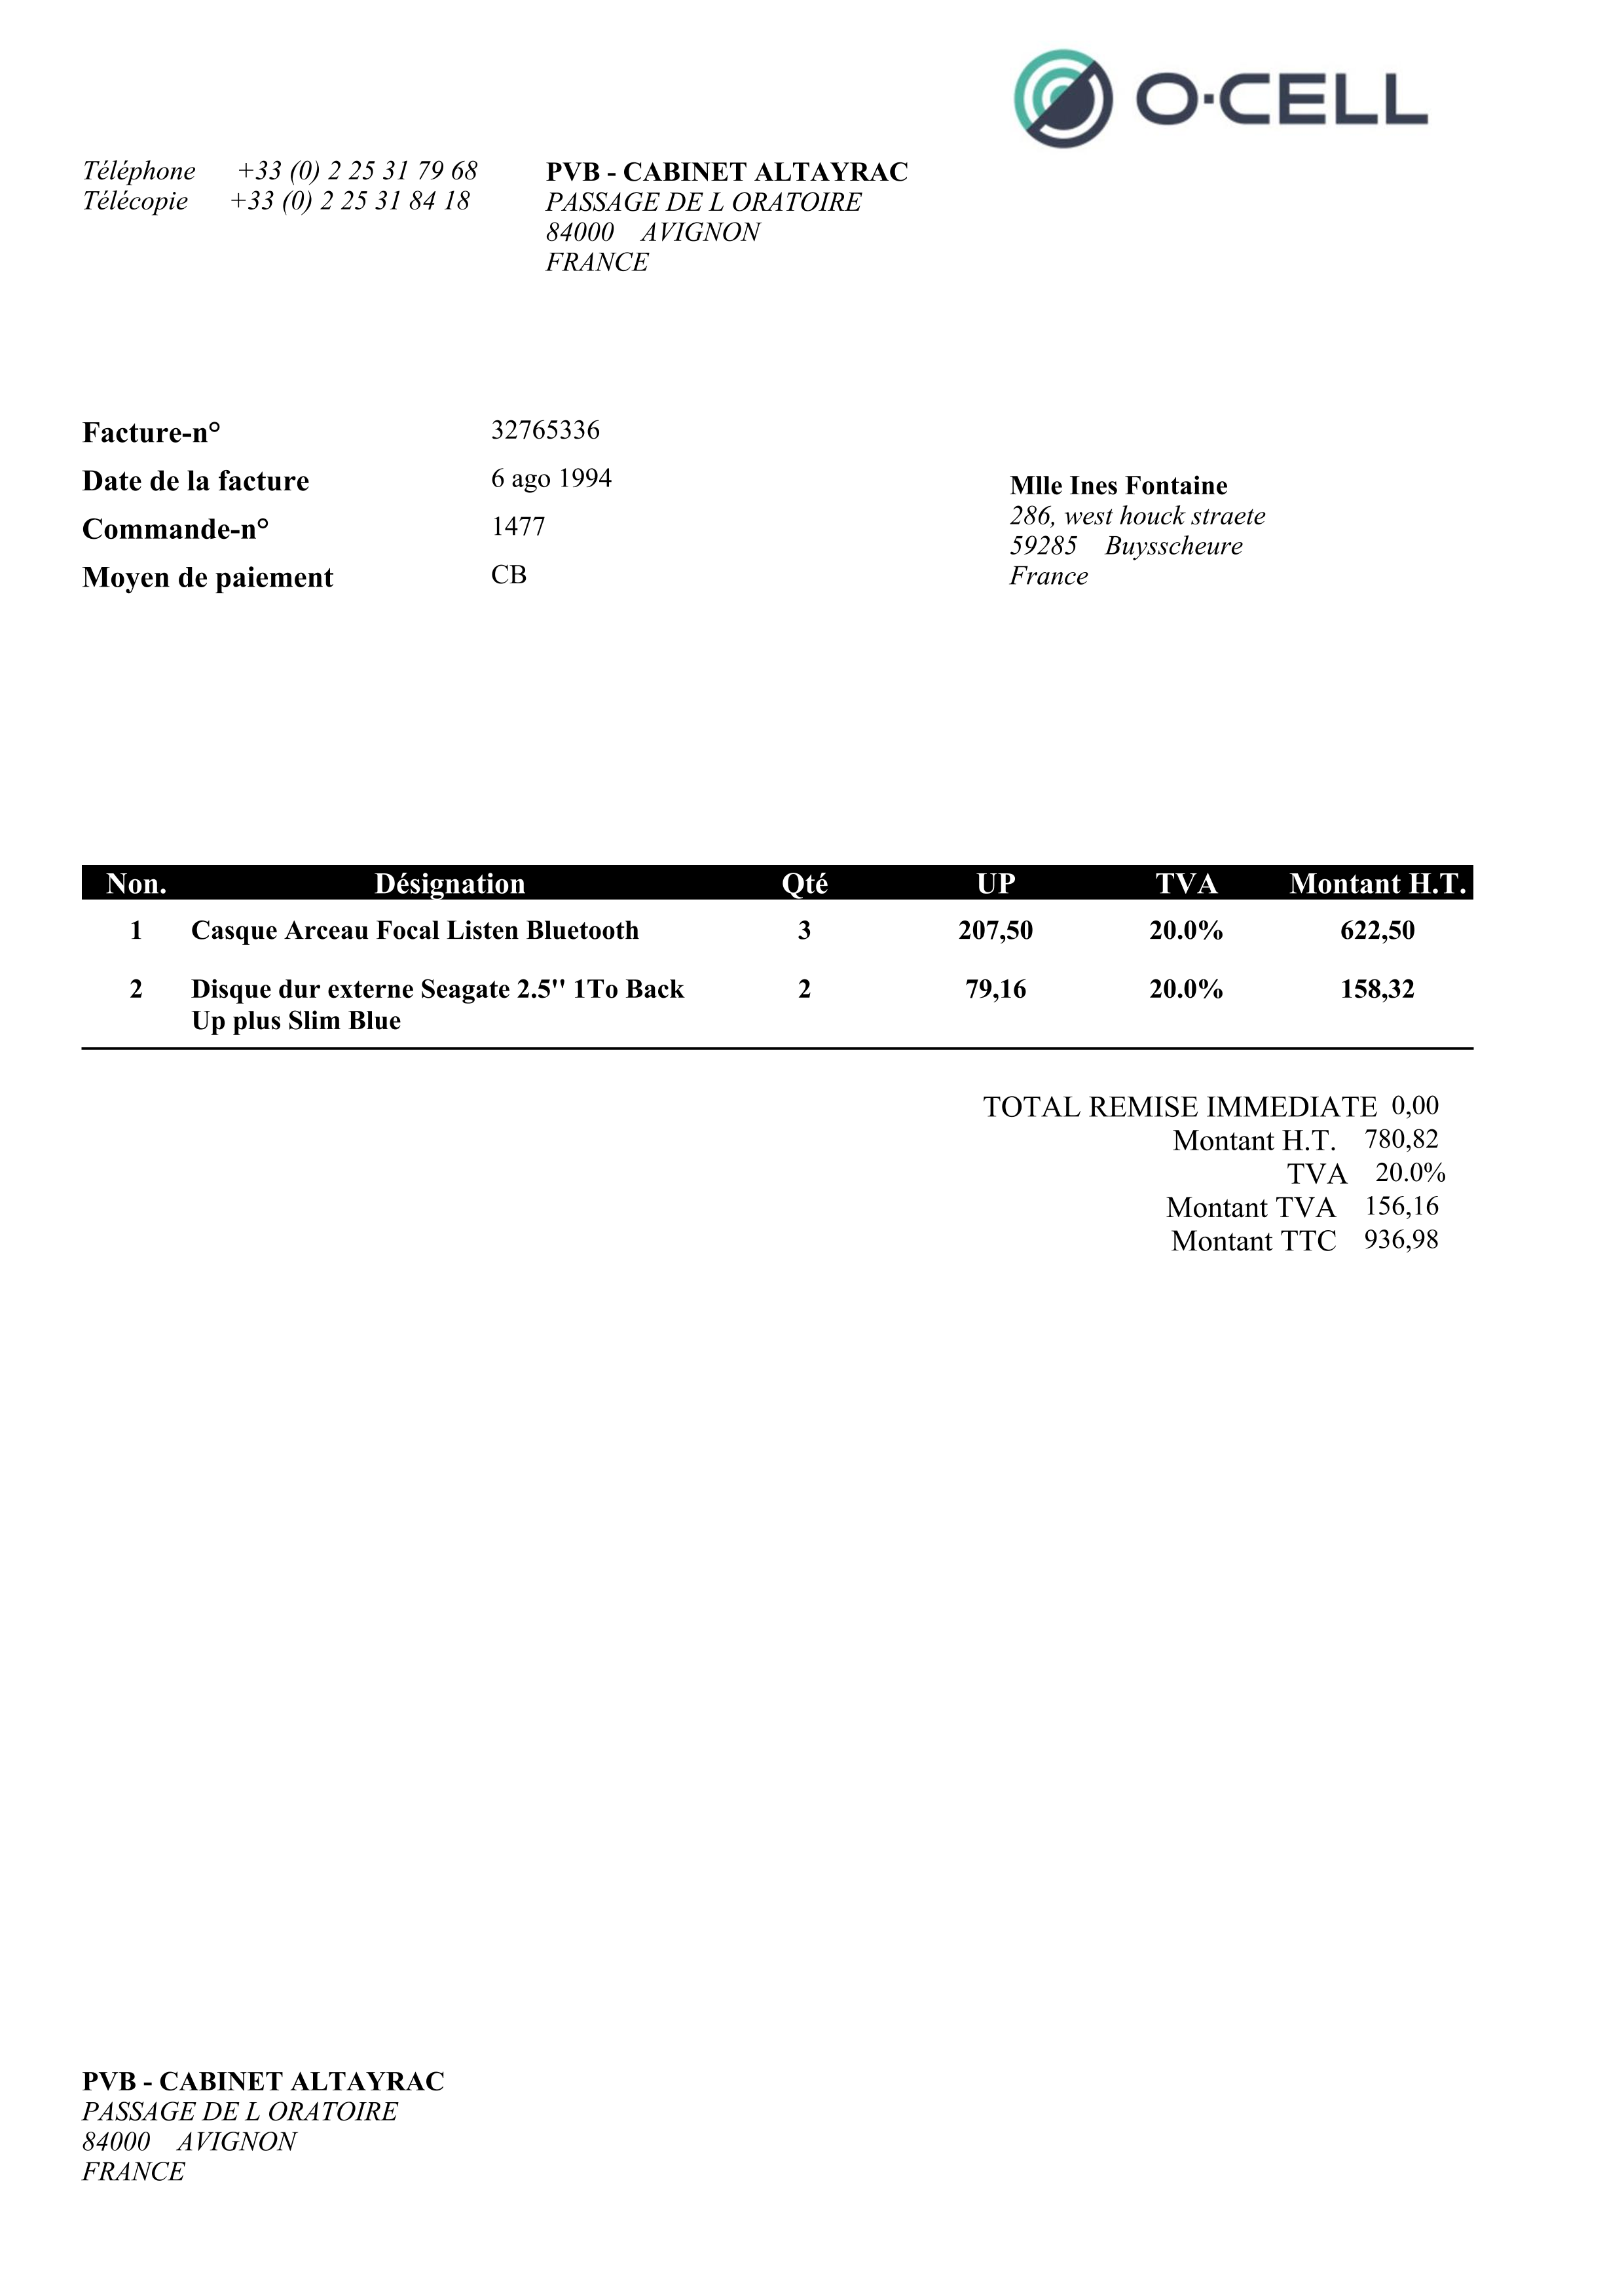 O·CELL
Téléphone +33 (0) 2 25 31 79 68
Télécopie +33 (0) 2 25 31 84 18
PVB - CABINET ALTAYRAC
PASSAGE DE L ORATOIRE
84000 AVIGNON
FRANCE
Facture-n° 32765336
Date de la facture 6 ago 1994
Commande-n° 1477
Moyen de paiement CB
Mlle Ines Fontaine
286, west houck straete
59285 Buysscheure
France
Non. Désignation Qté UP TVA Montant H.T.
1 Casque Arceau Focal Listen Bluetooth 3 207,50 20.0% 622,50
2 Disque dur externe Seagate 2.5'' 1To Back 2 79,16 20.0% 158,32
Up plus Slim Blue
TOTAL REMISE IMMEDIATE 0,00
Montant H.T. 780,82
TVA 20.0%
Montant TVA 156,16
Montant TTC 936,98
PVB - CABINET ALTAYRAC
PASSAGE DE L ORATOIRE
84000 AVIGNON
FRANCE